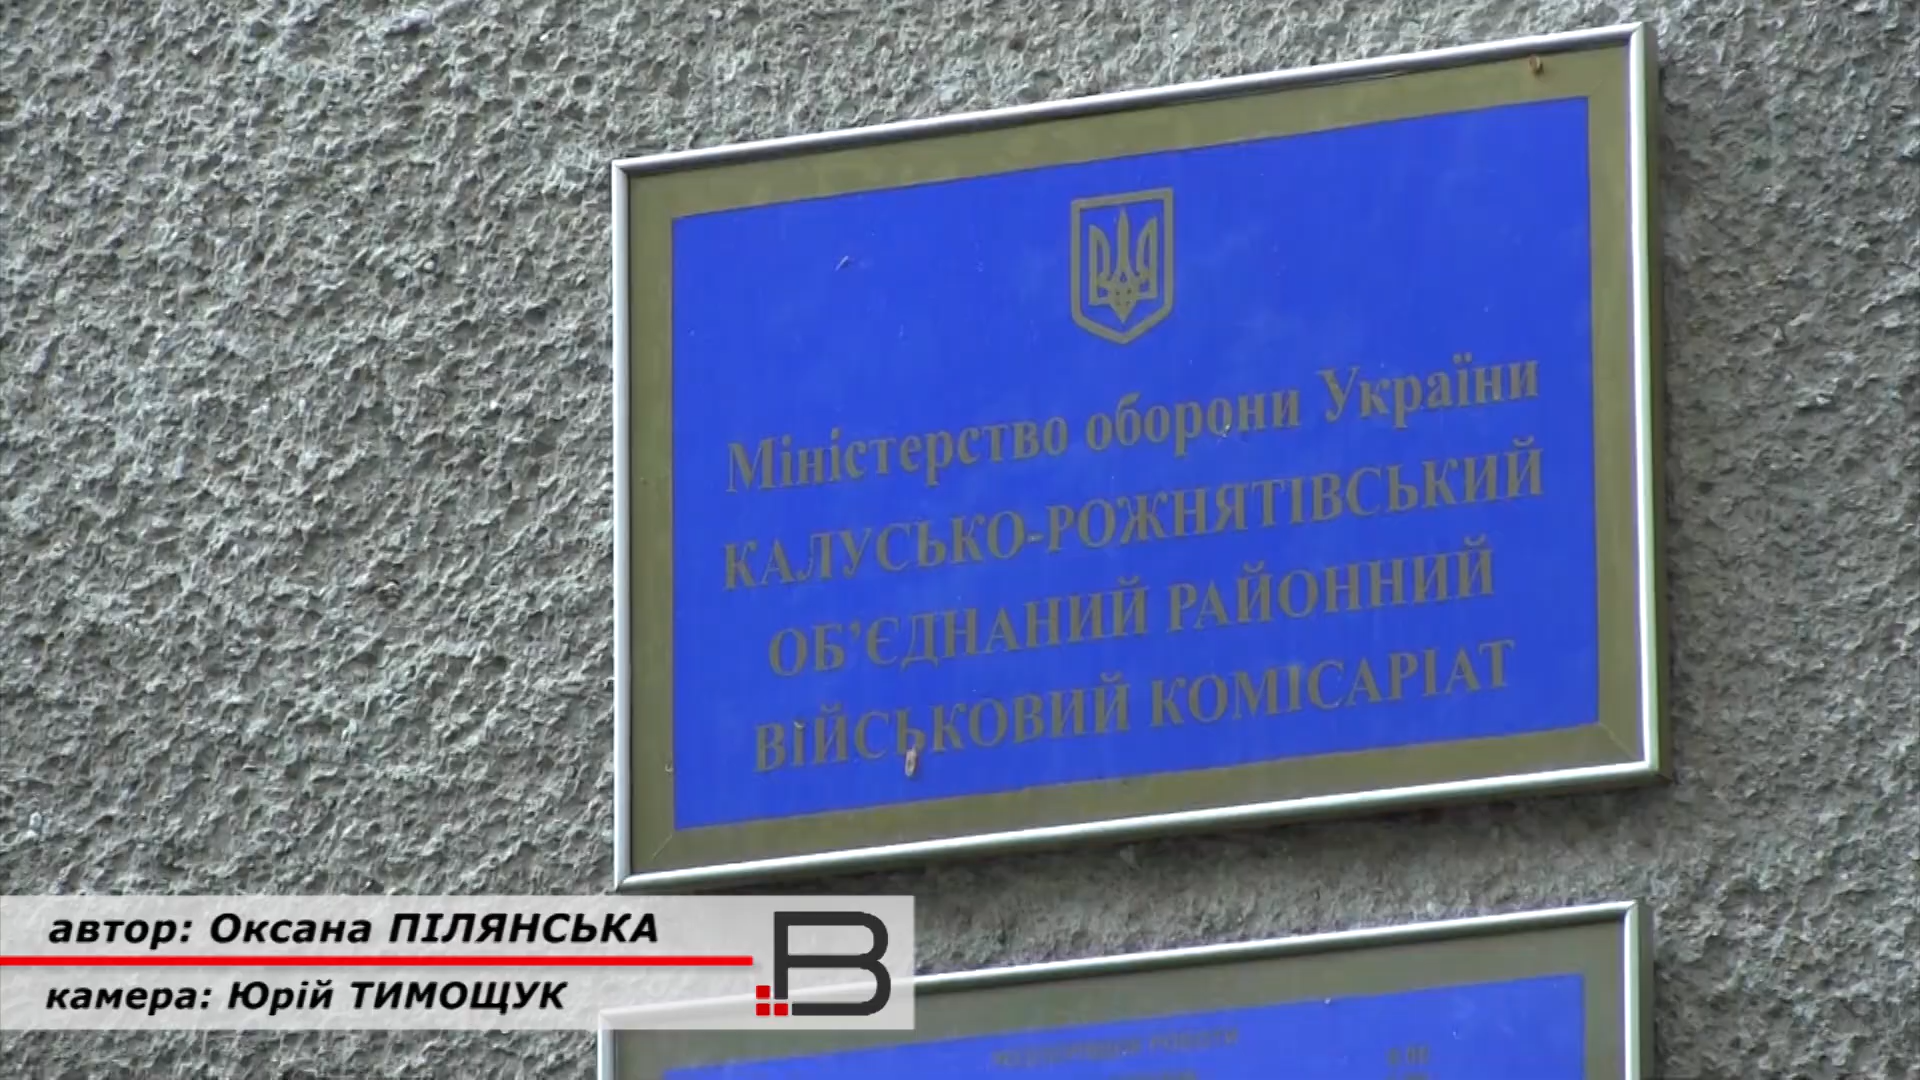 Міністерство оборони України
КАЛУСЬКО-РОЖНЯТІВСЬКИЙ
ОБ’ЄДНАНИЙ РАЙОННИЙ
ВІЙСЬКОВИЙ КОМІСАРІАТ
автор: Оксана ПІЛЯНСЬКА
камера: Юрій ТИМОЩУК
В